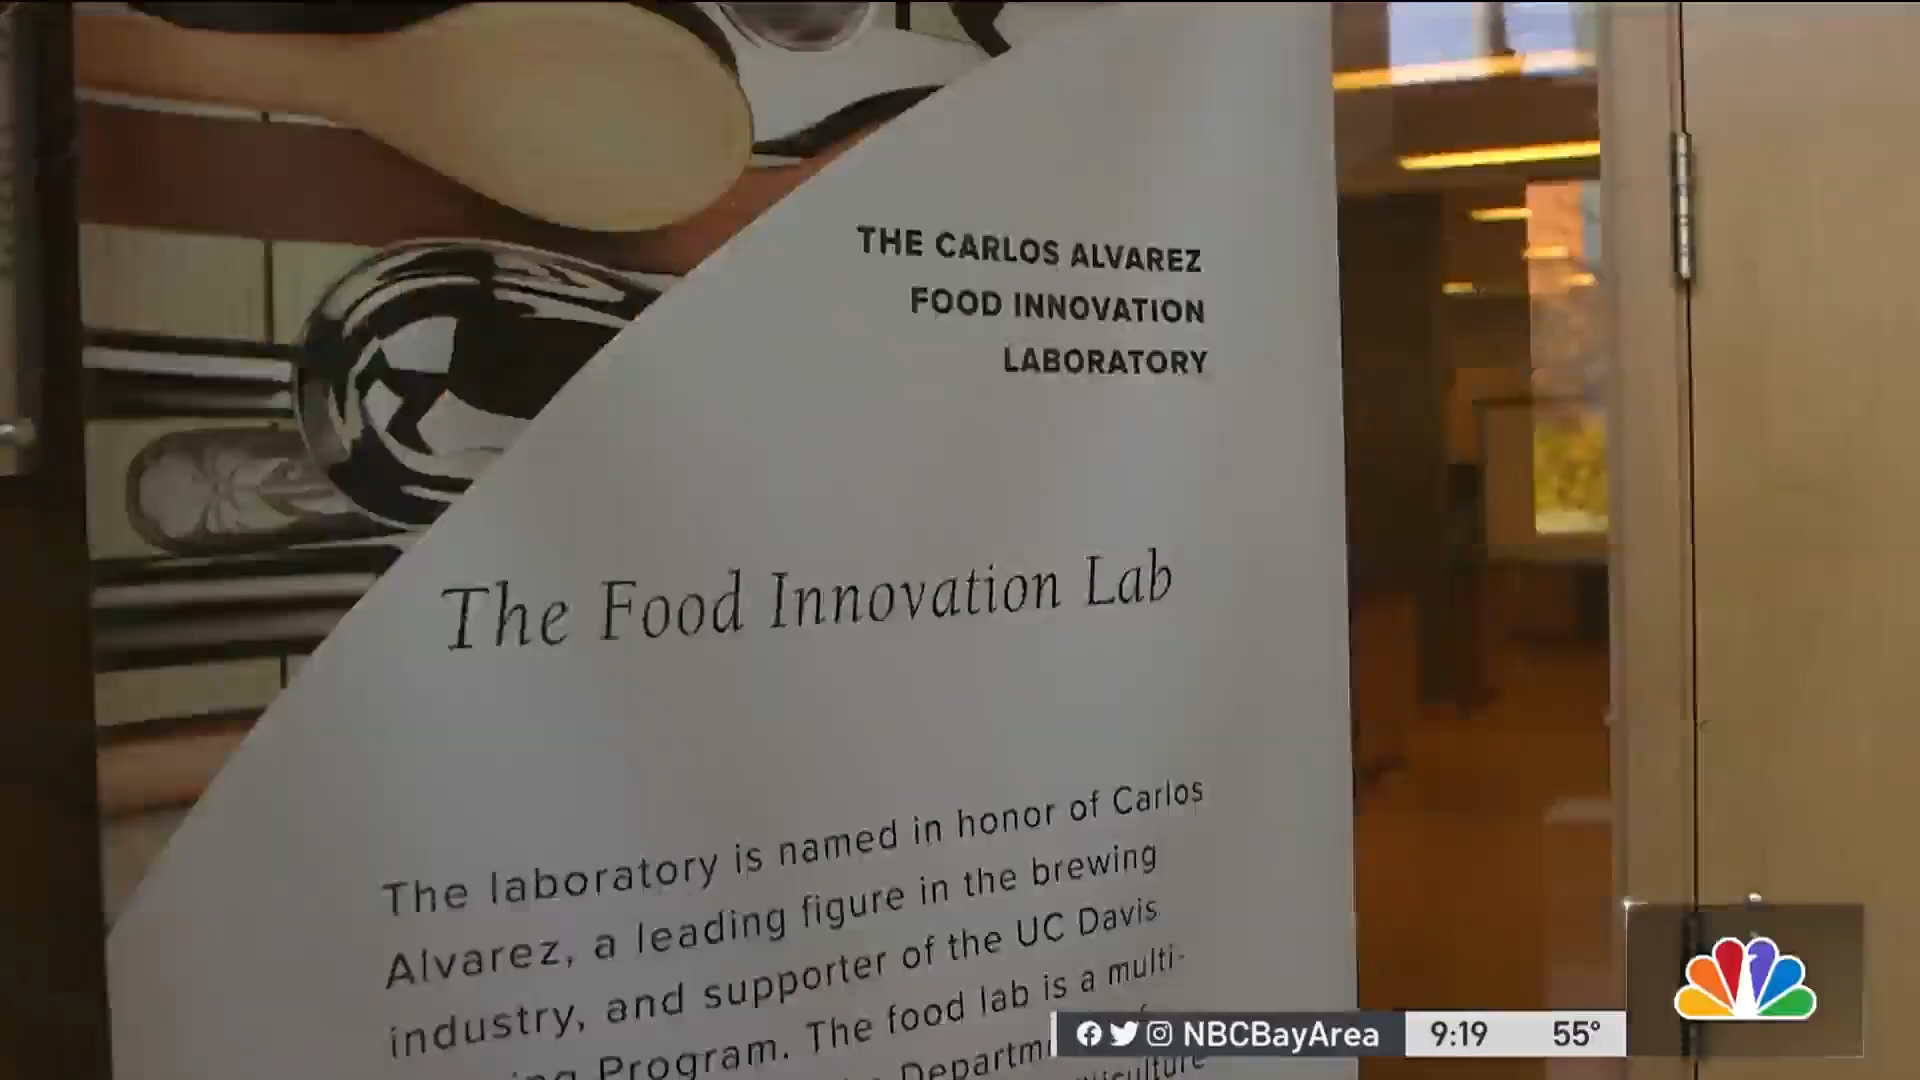 THE CARLOS ALVAREZ
FOOD INNOVATION
LABORATORY
The Food Innovation Lab
The laboratory is named in honor of Carlos
Alvarez, a leading figure in the brewing
industry, and supporter of the UC Davis
Program. The food lab is a multi-
NBCBayArea
9:19
55°